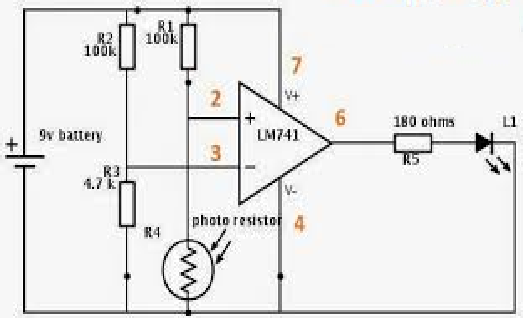 R2
100k
R1
100k
7
V+
2
+
LM741
6
180 ohms
L1
+
9v battery
3
-
R5
R3
4.7 k
V-
photo resistor
4
R4